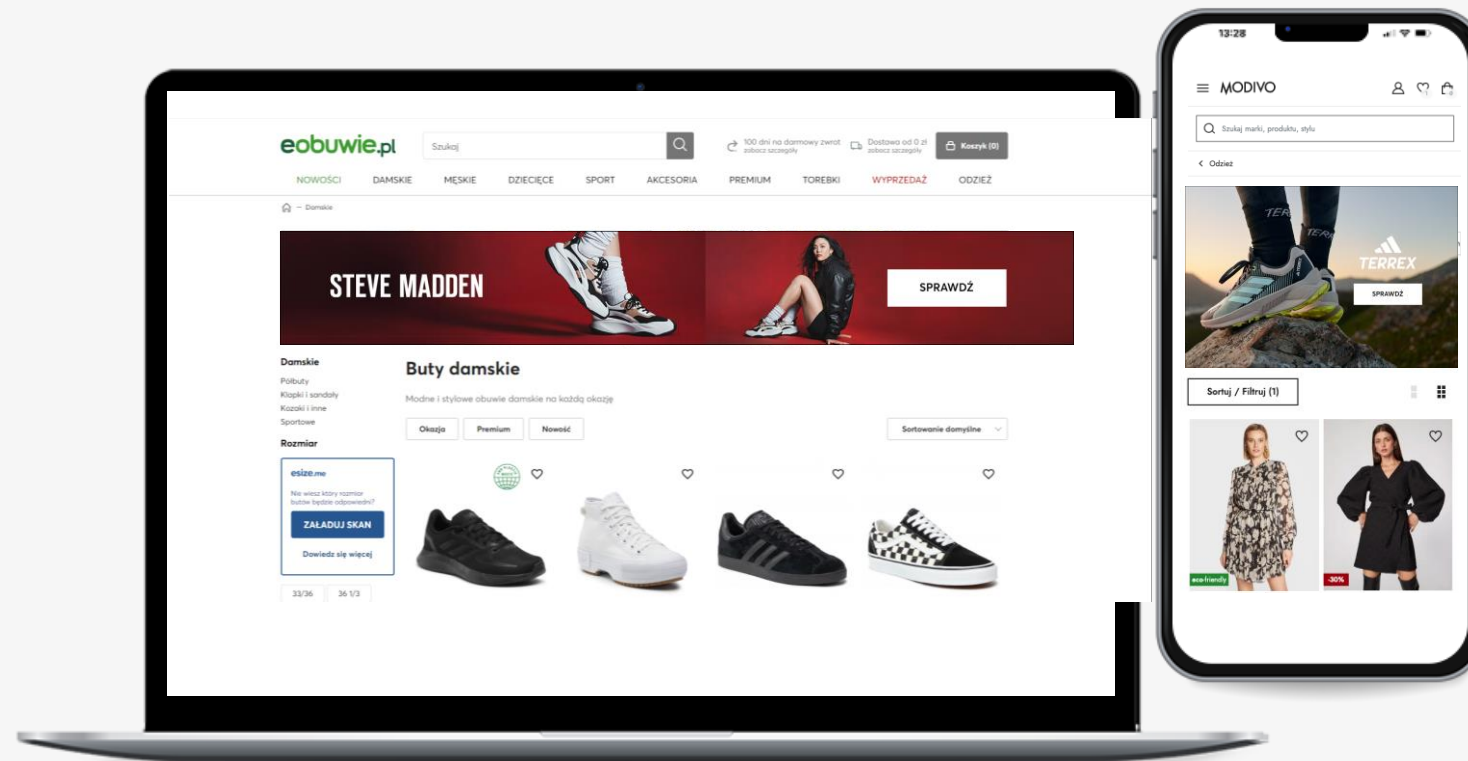 eobuwie.pl
Szukaj
100 dni na darmowy zwrot
zobacz szczegóły
Dostawa od 0 zł
zobacz szczegóły
Koszyk (0)
NOWOŚCI DAMSKIE MĘSKIE DZIECIĘCE SPORT AKCESORIA PREMIUM TOREBKI WYPRZEDAŻ ODZIEŻ
– Damskie
STEVE MADDEN
SPRAWDŹ
Damskie
Półbuty
Klapki i sandały
Kozaki i inne
Sportowe
Rozmiar
esize.me
Nie wiesz który rozmiar
butów będzie odpowiedni?
ZAŁADUJ SKAN
Dowiedz się więcej
33/36 36 1/3
Buty damskie
Modne i stylowe obuwie damskie na każdą okazję
Okazja Premium Nowość
Sortowanie domyślne
13:28
MODIVO
Szukaj marki, produktu, stylu
< Odzież
TERREX
SPRAWDŹ
Sortuj / Filtruj (1)
eco-friendly
-30%